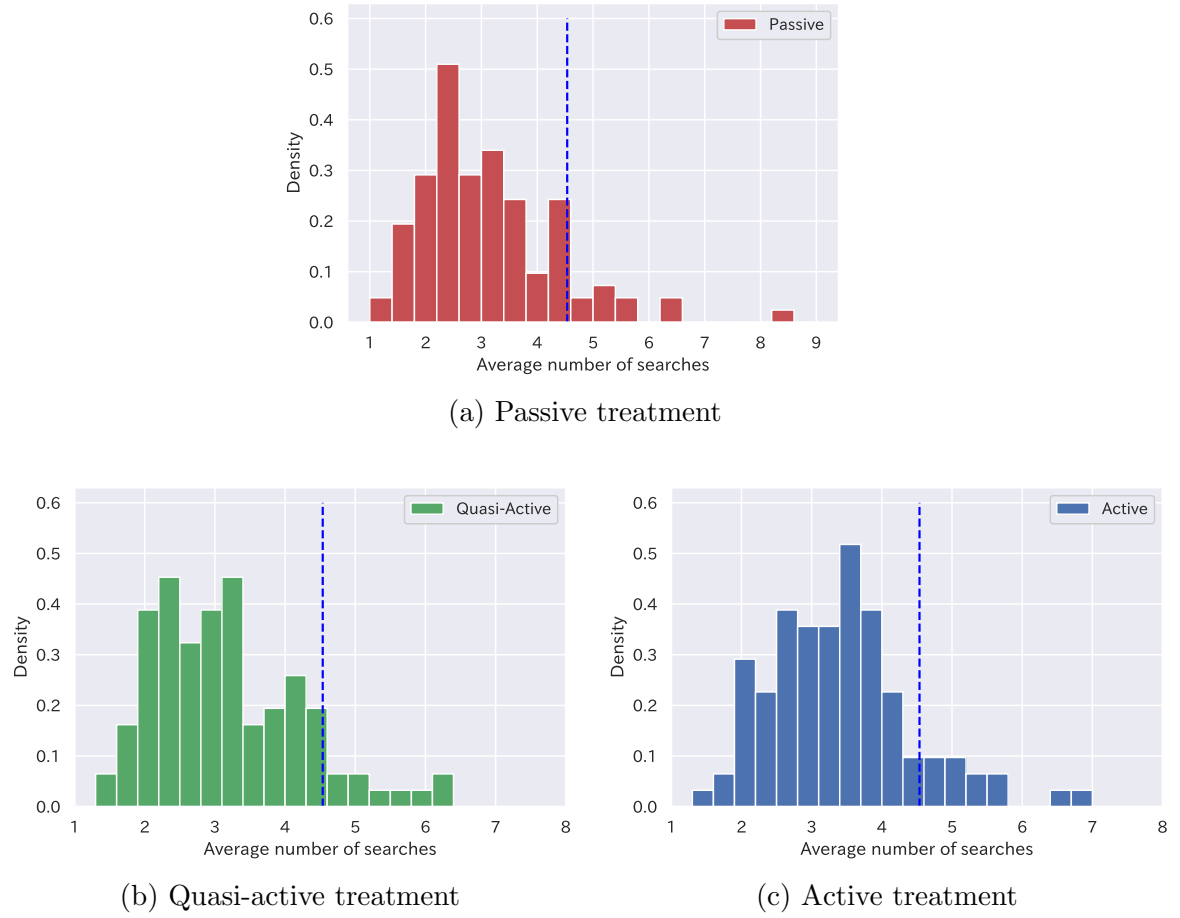 0.6
0.5
0.4
0.3
0.2
0.1
0.0
Density
Passive
1 2 3 4 5 6 7 8 9
Average number of searches
(a) Passive treatment
0.6
0.5
0.4
0.3
0.2
0.1
0.0
Density
Quasi-Active
1 2 3 4 5 6 7 8
Average number of searches
(b) Quasi-active treatment
0.6
0.5
0.4
0.3
0.2
0.1
0.0
Density
Active
1 2 3 4 5 6 7 8
Average number of searches
(c) Active treatment